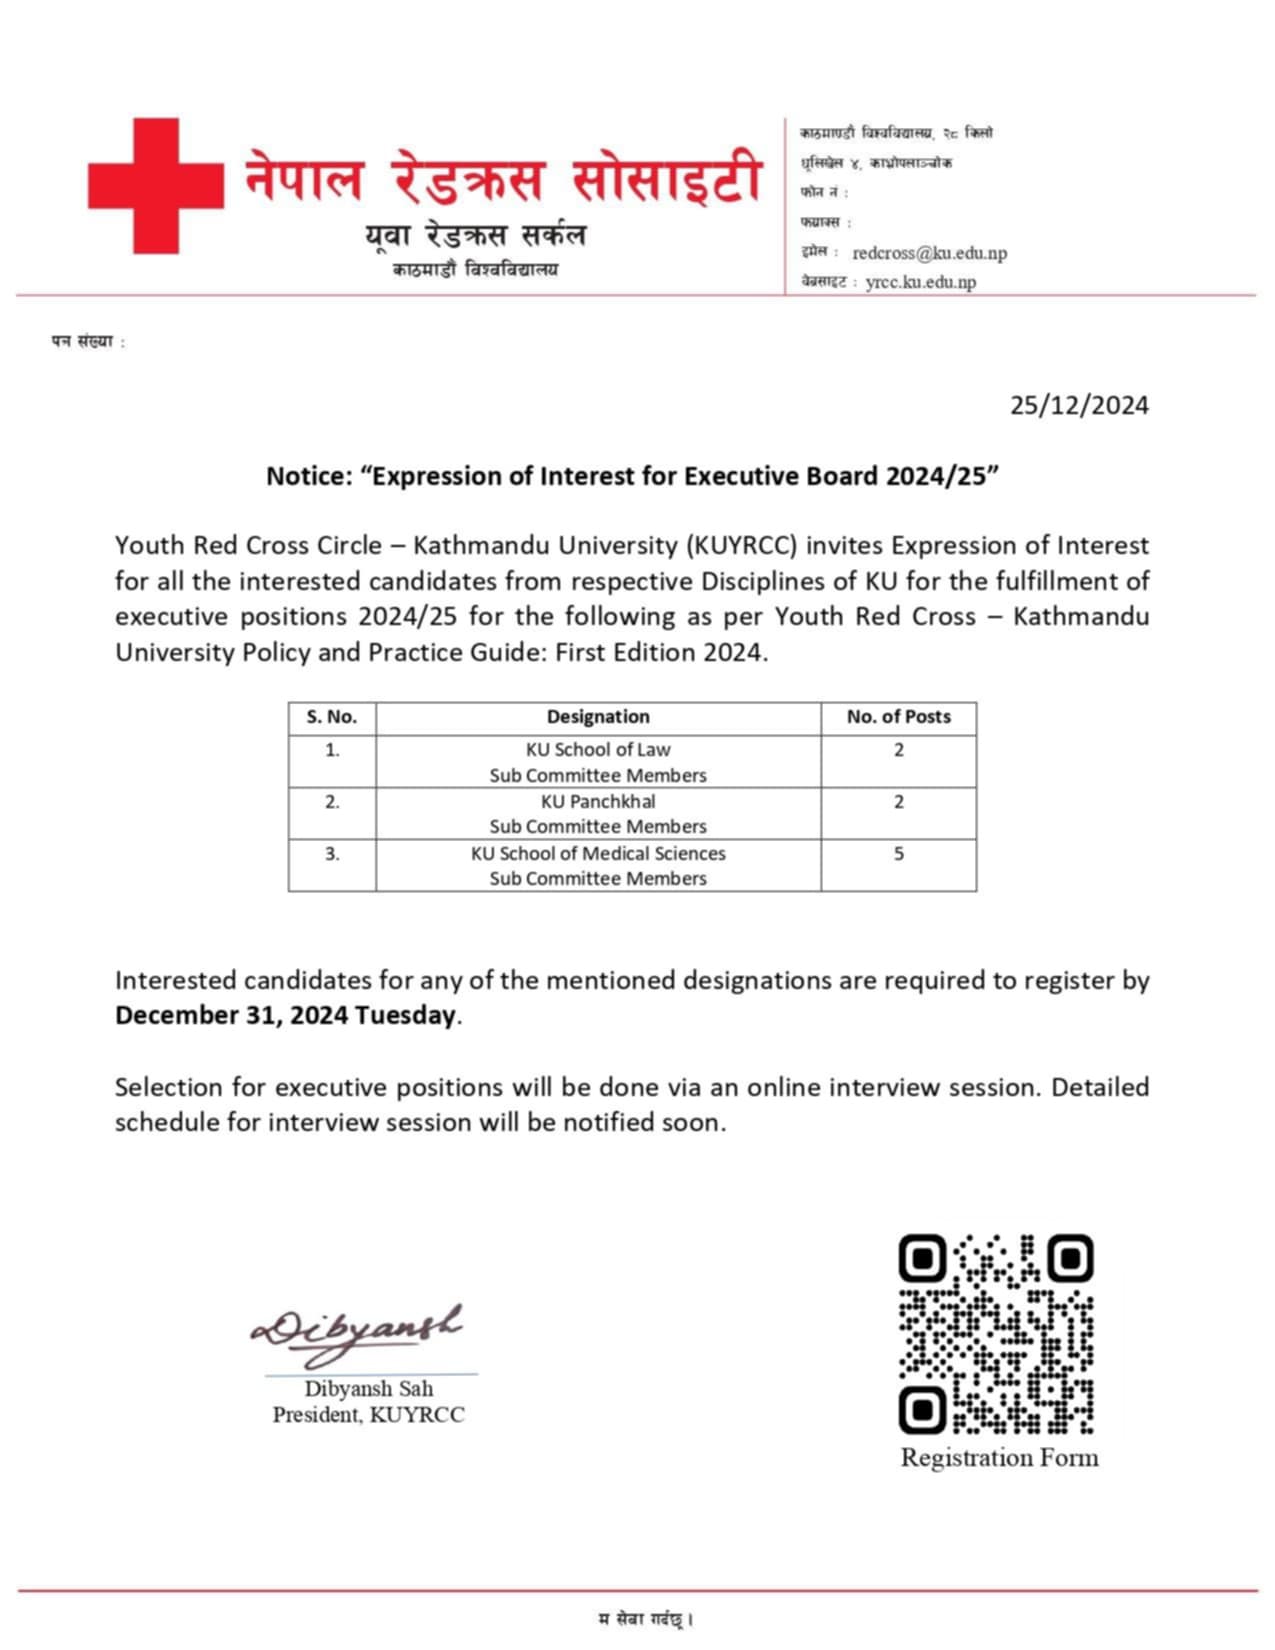 नेपाल रेडक्रस सोसाइटी
यूवा रेडक्रस सर्कल
काठमाडौं विश्वविद्यालय
काठमाण्डौ विश्वविद्यालय, २८ किलो
धूलिखेल ४, काभ्रेपलाञ्चोक
फोन नं :
फ्याक्स :
इमेल : redcross@ku.edu.np
वेबसाइट : yrcc.ku.edu.np
पत्र संख्या :
25/12/2024
Notice: “Expression of Interest for Executive Board 2024/25”
Youth Red Cross Circle – Kathmandu University (KUYRCC) invites Expression of Interest
for all the interested candidates from respective Disciplines of KU for the fulfillment of
executive positions 2024/25 for the following as per Youth Red Cross – Kathmandu
University Policy and Practice Guide: First Edition 2024.
S. No. Designation No. of Posts
1. KU School of Law 2
Sub Committee Members
2. KU Panchkhal 2
Sub Committee Members
3. KU School of Medical Sciences 5
Sub Committee Members
Interested candidates for any of the mentioned designations are required to register by
December 31, 2024 Tuesday.
Selection for executive positions will be done via an online interview session. Detailed
schedule for interview session will be notified soon.
Dibyansh
Dibyansh Sah
President, KUYRCC
Registration Form
म सेवा गर्दछु।